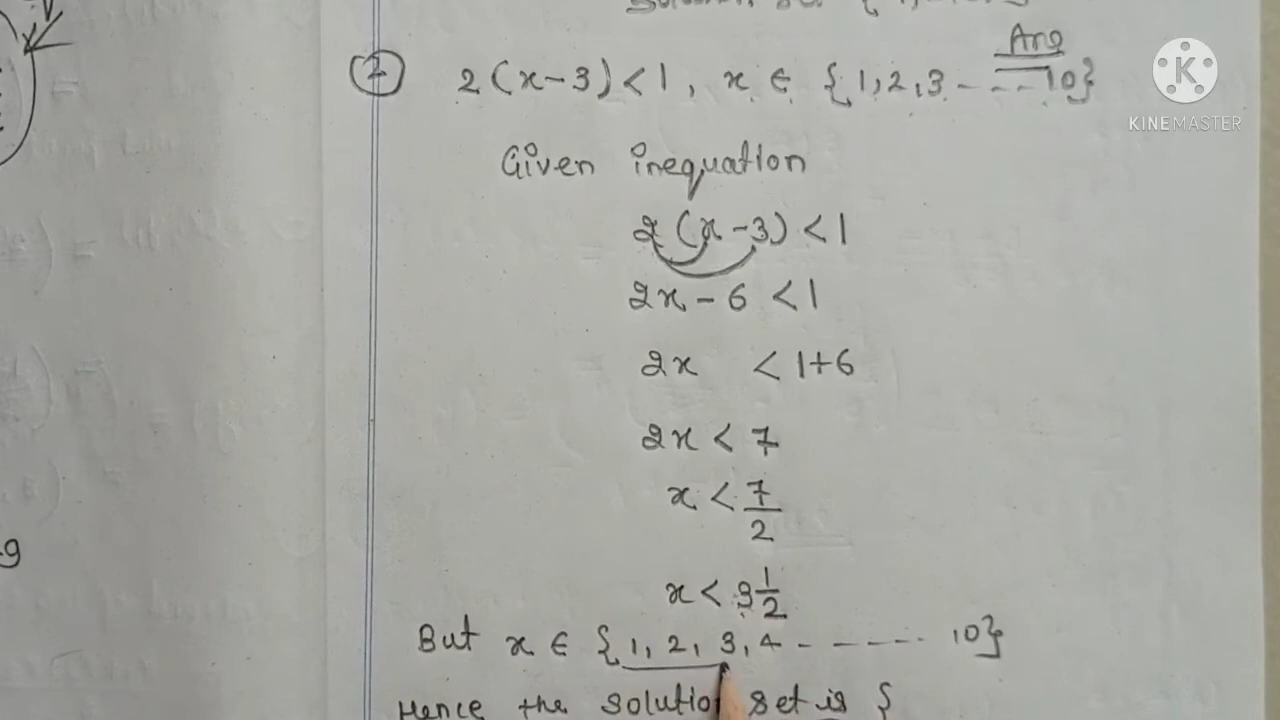 Ans
② 2(x-3) < 1, x ∈ {1, 2, 3 - - - - 10}
KINEMASTER
Given inequation
2(x-3) < 1
2x - 6 < 1
2x < 1+6
2x < 7
x < 7/2
x < 3 1/2
But x ∈ {1, 2, 3, 4 - - - - - - 10}
Hence the solution set is {